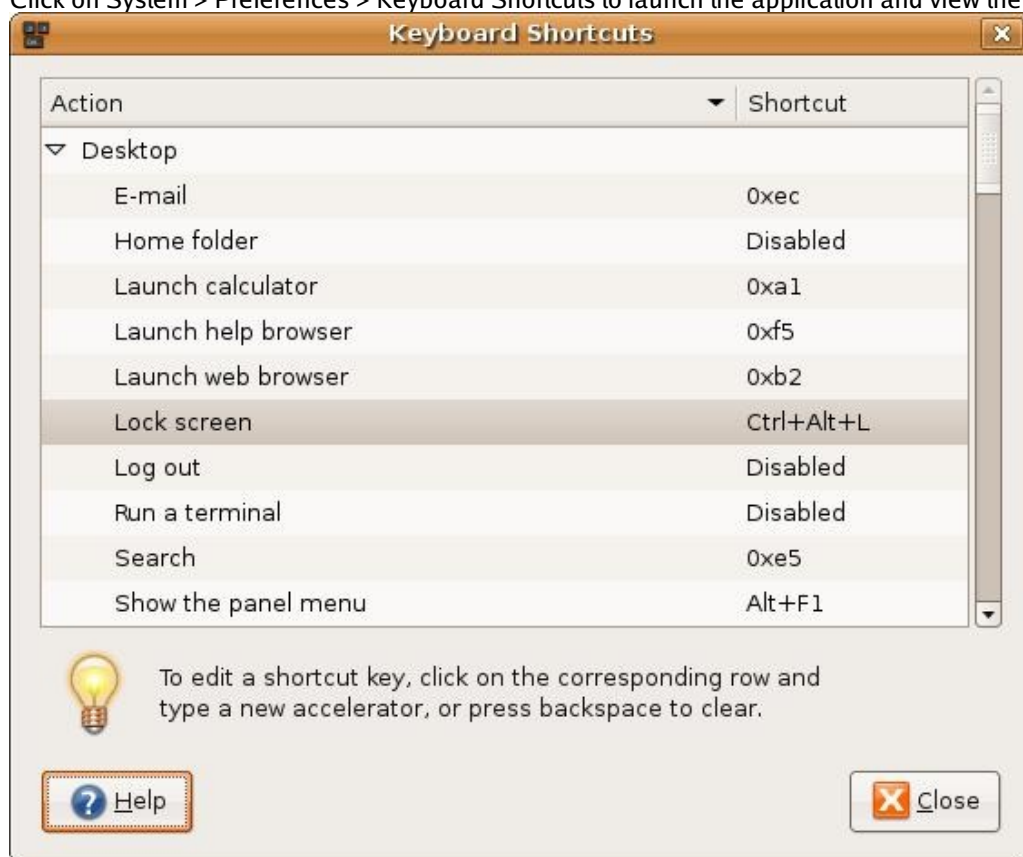 Click on System > Preferences > Keyboard Shortcuts to launch the application and view the
Keyboard Shortcuts
Action Shortcut
Desktop
E-mail 0xec
Home folder Disabled
Launch calculator 0xa1
Launch help browser 0xf5
Launch web browser 0xb2
Lock screen Ctrl+Alt+L
Log out Disabled
Run a terminal Disabled
Search 0xe5
Show the panel menu Alt+F1
To edit a shortcut key, click on the corresponding row and
type a new accelerator, or press backspace to clear.
Help Close